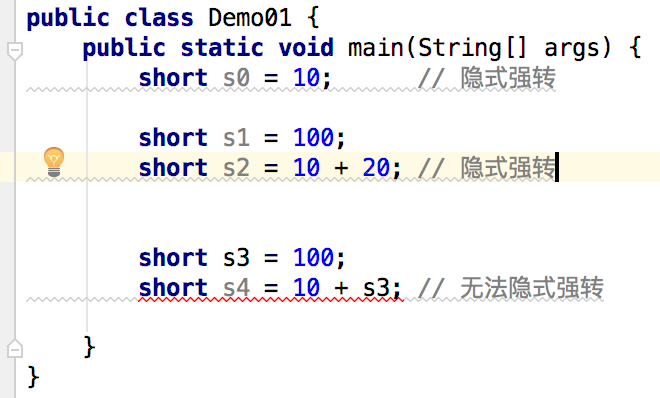 public class Demo01 {
public static void main(String[] args) {
short s0 = 10; // 隐式强转
short s1 = 100;
short s2 = 10 + 20; // 隐式强转
short s3 = 100;
short s4 = 10 + s3; // 无法隐式强转
}
}